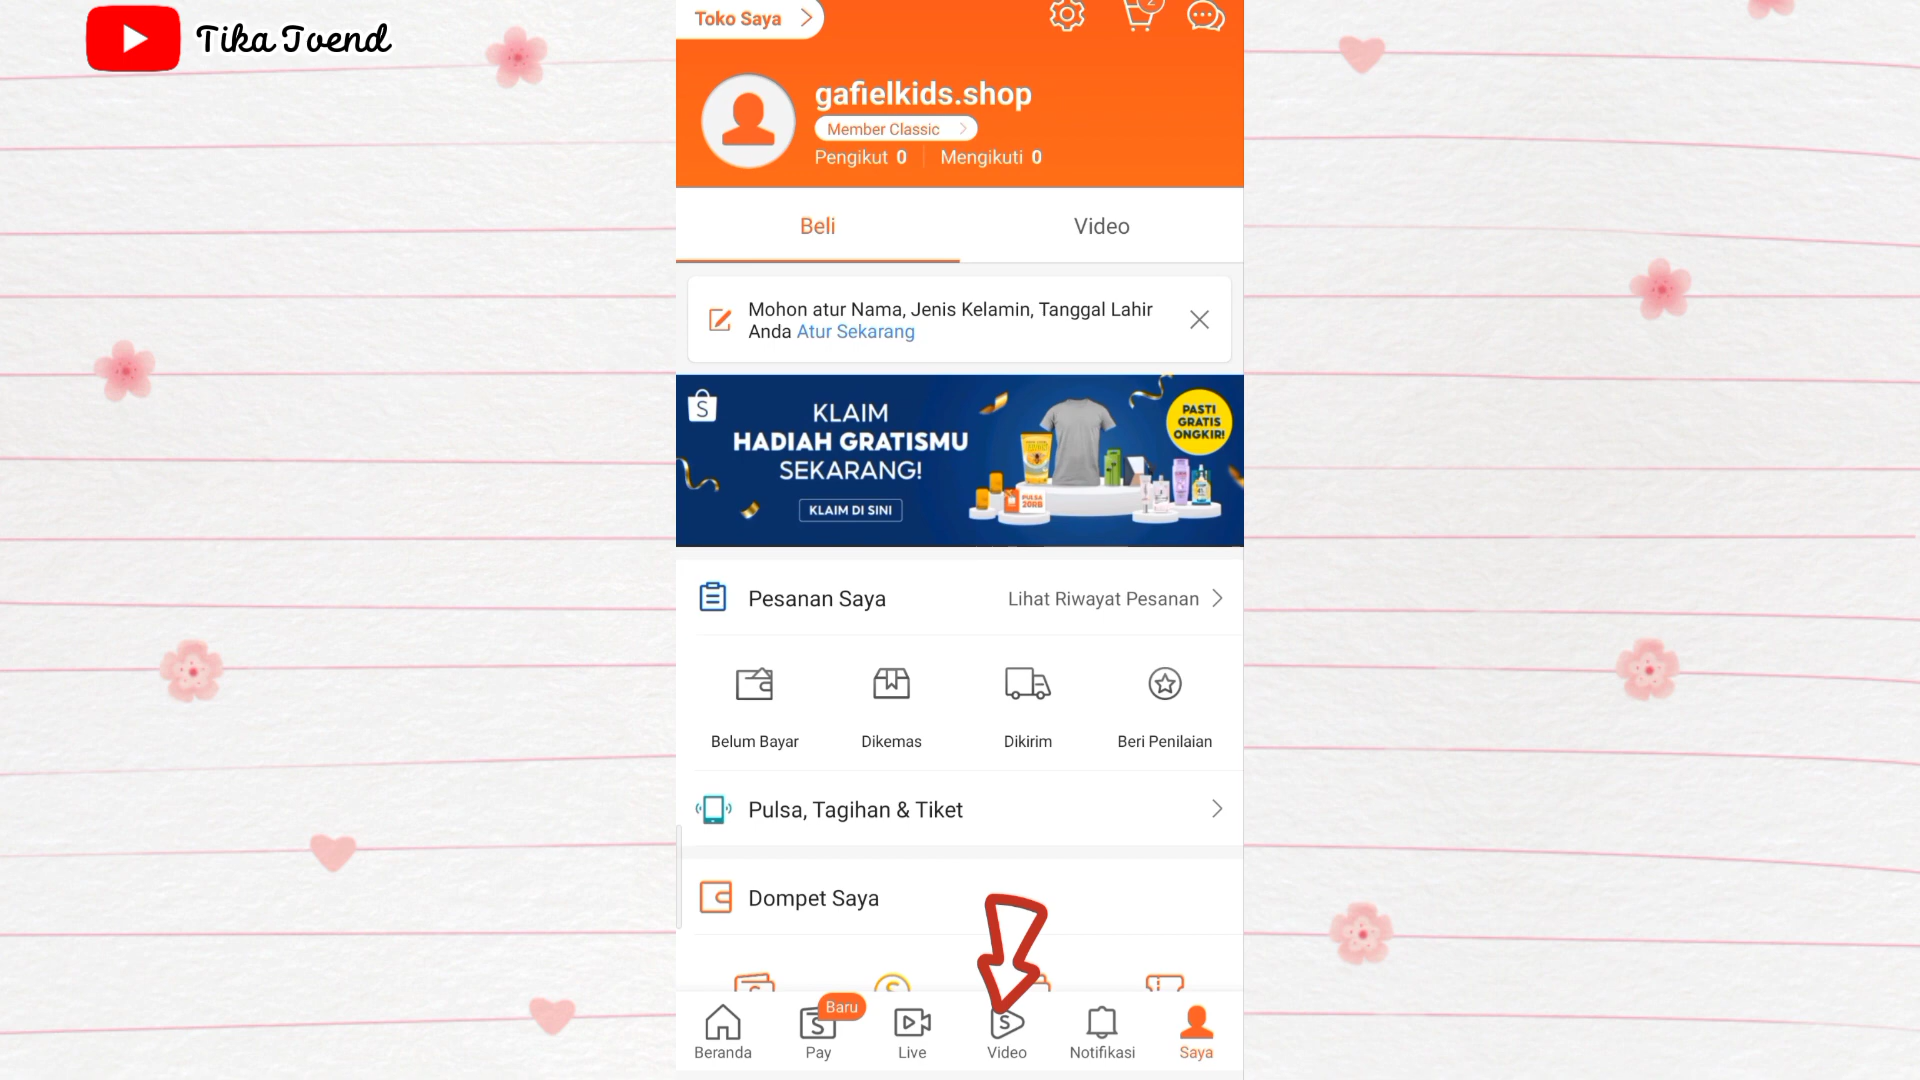 Tika Tvend
Toko Saya
2
gafielkids.shop
Member Classic
Pengikut 0
Mengikuti 0
Beli
Video
Mohon atur Nama, Jenis Kelamin, Tanggal Lahir
Anda Atur Sekarang
S
KLAIM
HADIAH GRATISMU
SEKARANG!
KLAIM DI SINI
PASTI
GRATIS
ONGKIR!
PULSA
20RB
Pesanan Saya
Lihat Riwayat Pesanan
Belum Bayar
Dikemas
Dikirim
Beri Penilaian
Pulsa, Tagihan & Tiket
Dompet Saya
Baru
Beranda
Pay
Live
Video
Notifikasi
Saya